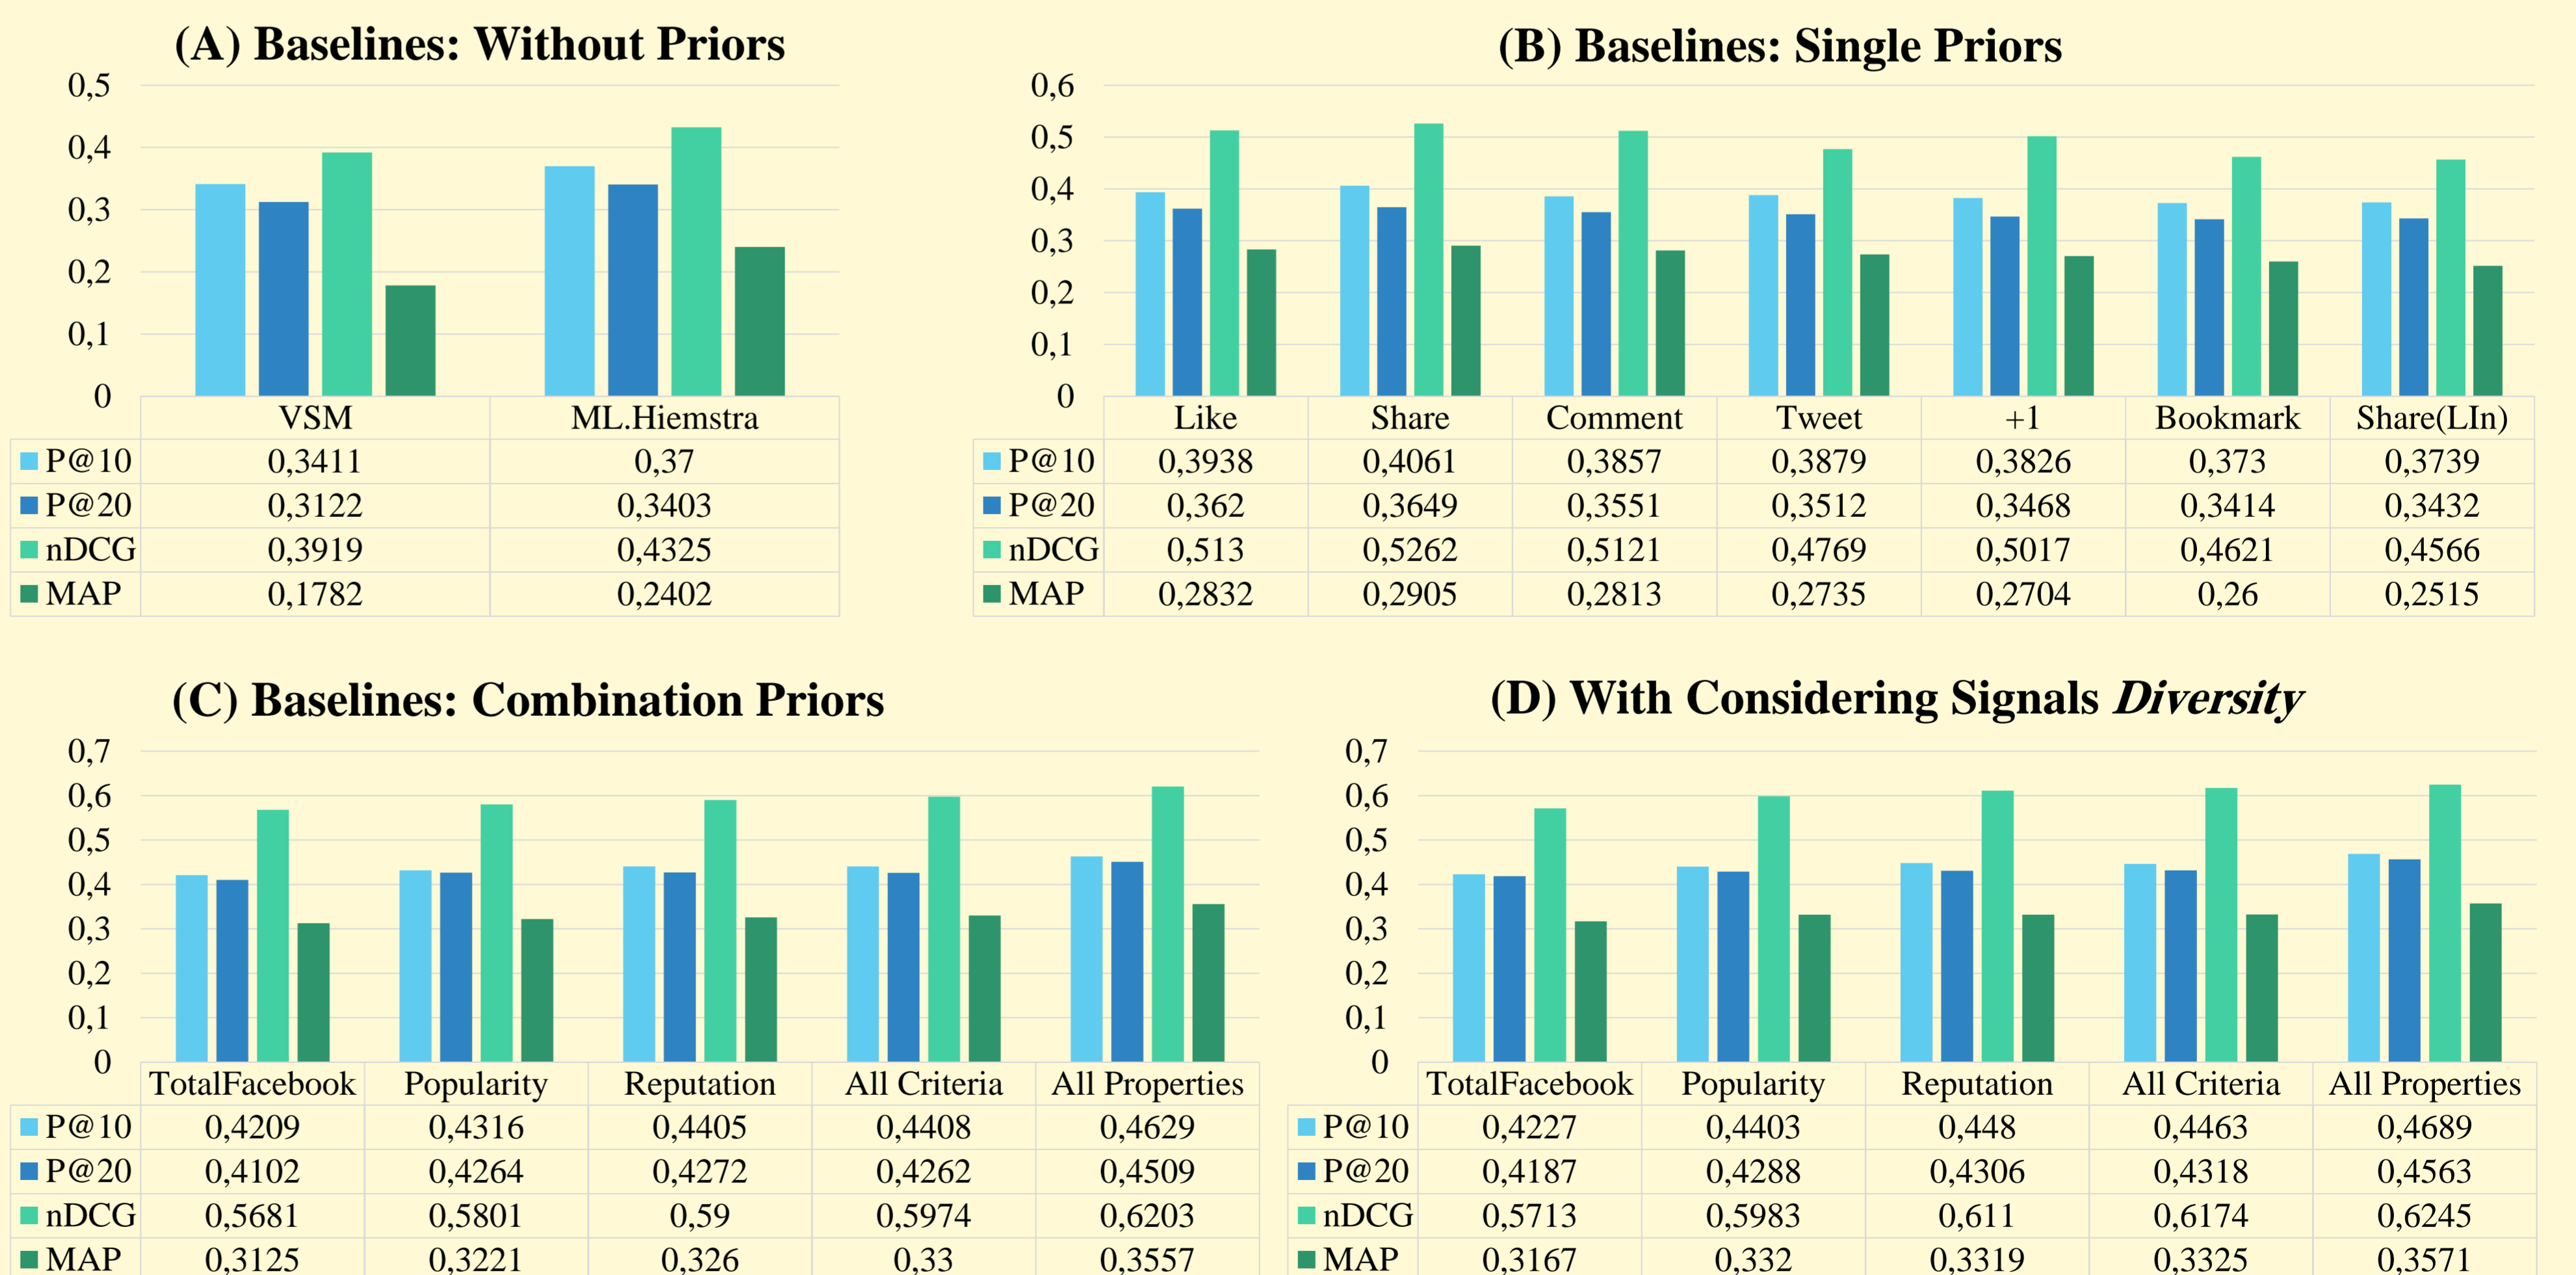 (A) Baselines: Without Priors
0,5
0,4
0,3
0,2
0,1
0
VSM ML.Hiemstra
P@10 0,3411 0,37
P@20 0,3122 0,3403
nDCG 0,3919 0,4325
MAP 0,1782 0,2402
(B) Baselines: Single Priors
0,6
0,5
0,4
0,3
0,2
0,1
0
Like Share Comment Tweet +1 Bookmark Share(LIn)
P@10 0,3938 0,4061 0,3857 0,3879 0,3826 0,373 0,3739
P@20 0,362 0,3649 0,3551 0,3512 0,3468 0,3414 0,3432
nDCG 0,513 0,5262 0,5121 0,4769 0,5017 0,4621 0,4566
MAP 0,2832 0,2905 0,2813 0,2735 0,2704 0,26 0,2515
(C) Baselines: Combination Priors
0,7
0,6
0,5
0,4
0,3
0,2
0,1
0
TotalFacebook Popularity Reputation All Criteria All Properties
P@10 0,4209 0,4316 0,4405 0,4408 0,4629
P@20 0,4102 0,4264 0,4272 0,4262 0,4509
nDCG 0,5681 0,5801 0,59 0,5974 0,6203
MAP 0,3125 0,3221 0,326 0,33 0,3557
(D) With Considering Signals Diversity
0,7
0,6
0,5
0,4
0,3
0,2
0,1
0
TotalFacebook Popularity Reputation All Criteria All Properties
P@10 0,4227 0,4403 0,448 0,4463 0,4689
P@20 0,4187 0,4288 0,4306 0,4318 0,4563
nDCG 0,5713 0,5983 0,611 0,6174 0,6245
MAP 0,3167 0,332 0,3319 0,3325 0,3571